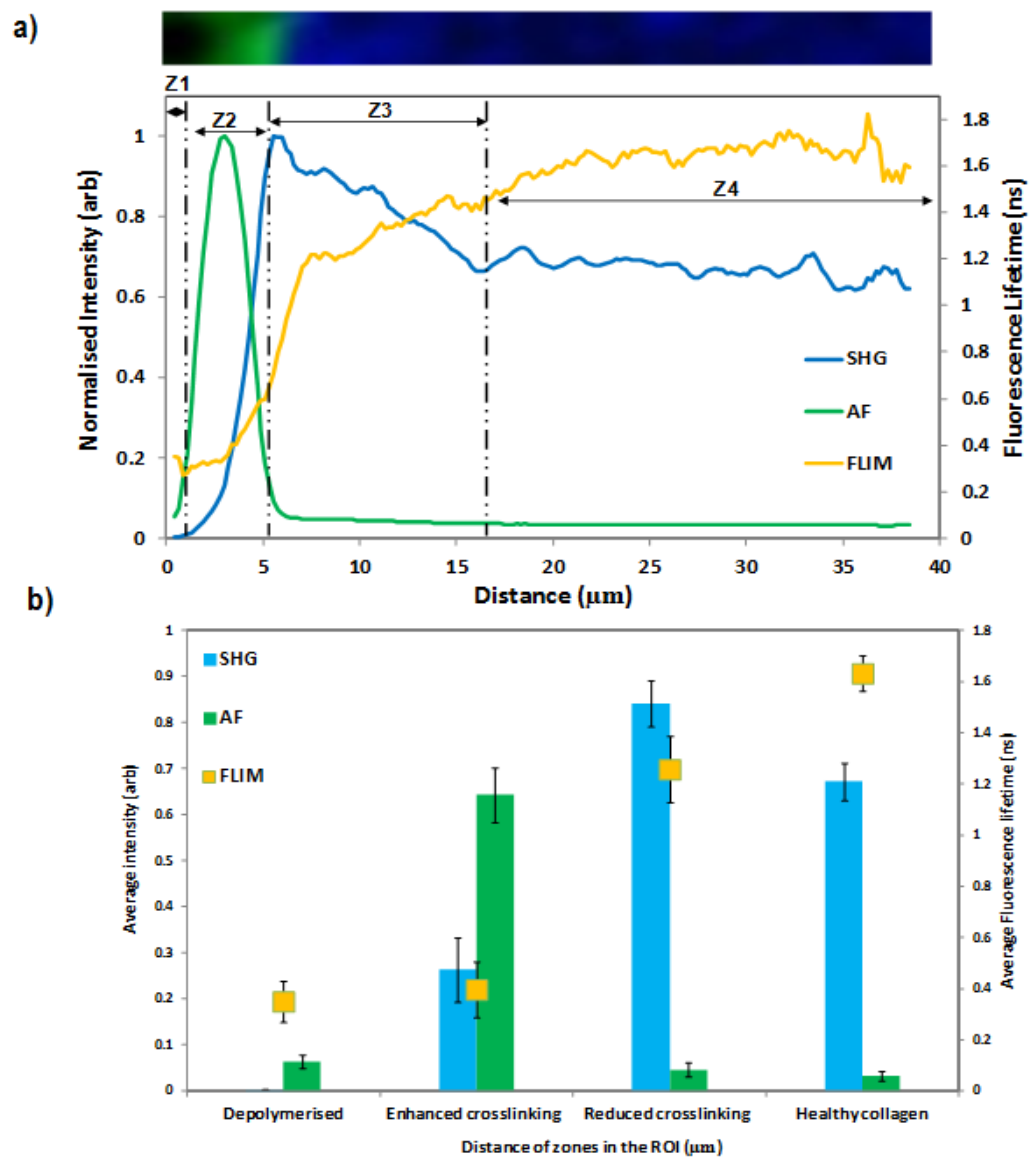 a)
Z1
Z2
Z3
Z4
1
0.8
0.6
0.4
0.2
0
Normalised Intensity (arb)
1.8
1.6
1.4
1.2
1
0.8
0.6
0.4
0.2
0
Fluorescence Lifetime (ns)
SHG
AF
FLIM
0 5 10 15 20 25 30 35 40
Distance (μm)
b)
1
0.9
0.8
0.7
0.6
0.5
0.4
0.3
0.2
0.1
0
Average intensity (arb)
SHG
AF
FLIM
1.8
1.6
1.4
1.2
1
0.8
0.6
0.4
0.2
0
Average Fluorescence lifetime (ns)
Depolymerised Enhanced crosslinking Reduced crosslinking Healthy collagen
Distance of zones in the ROI (μm)